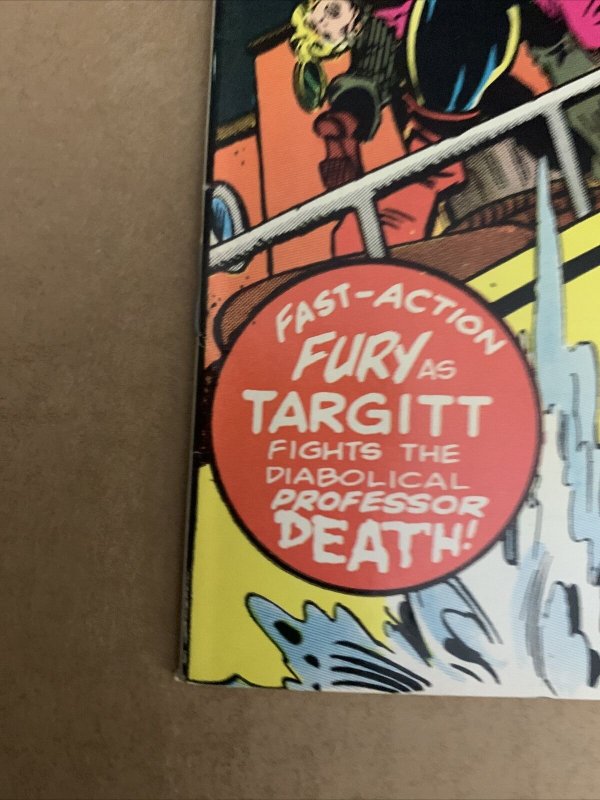 FAST-ACTION
FURY AS
TARGITT
FIGHTS THE
DIABOLICAL
PROFESSOR
DEATH!